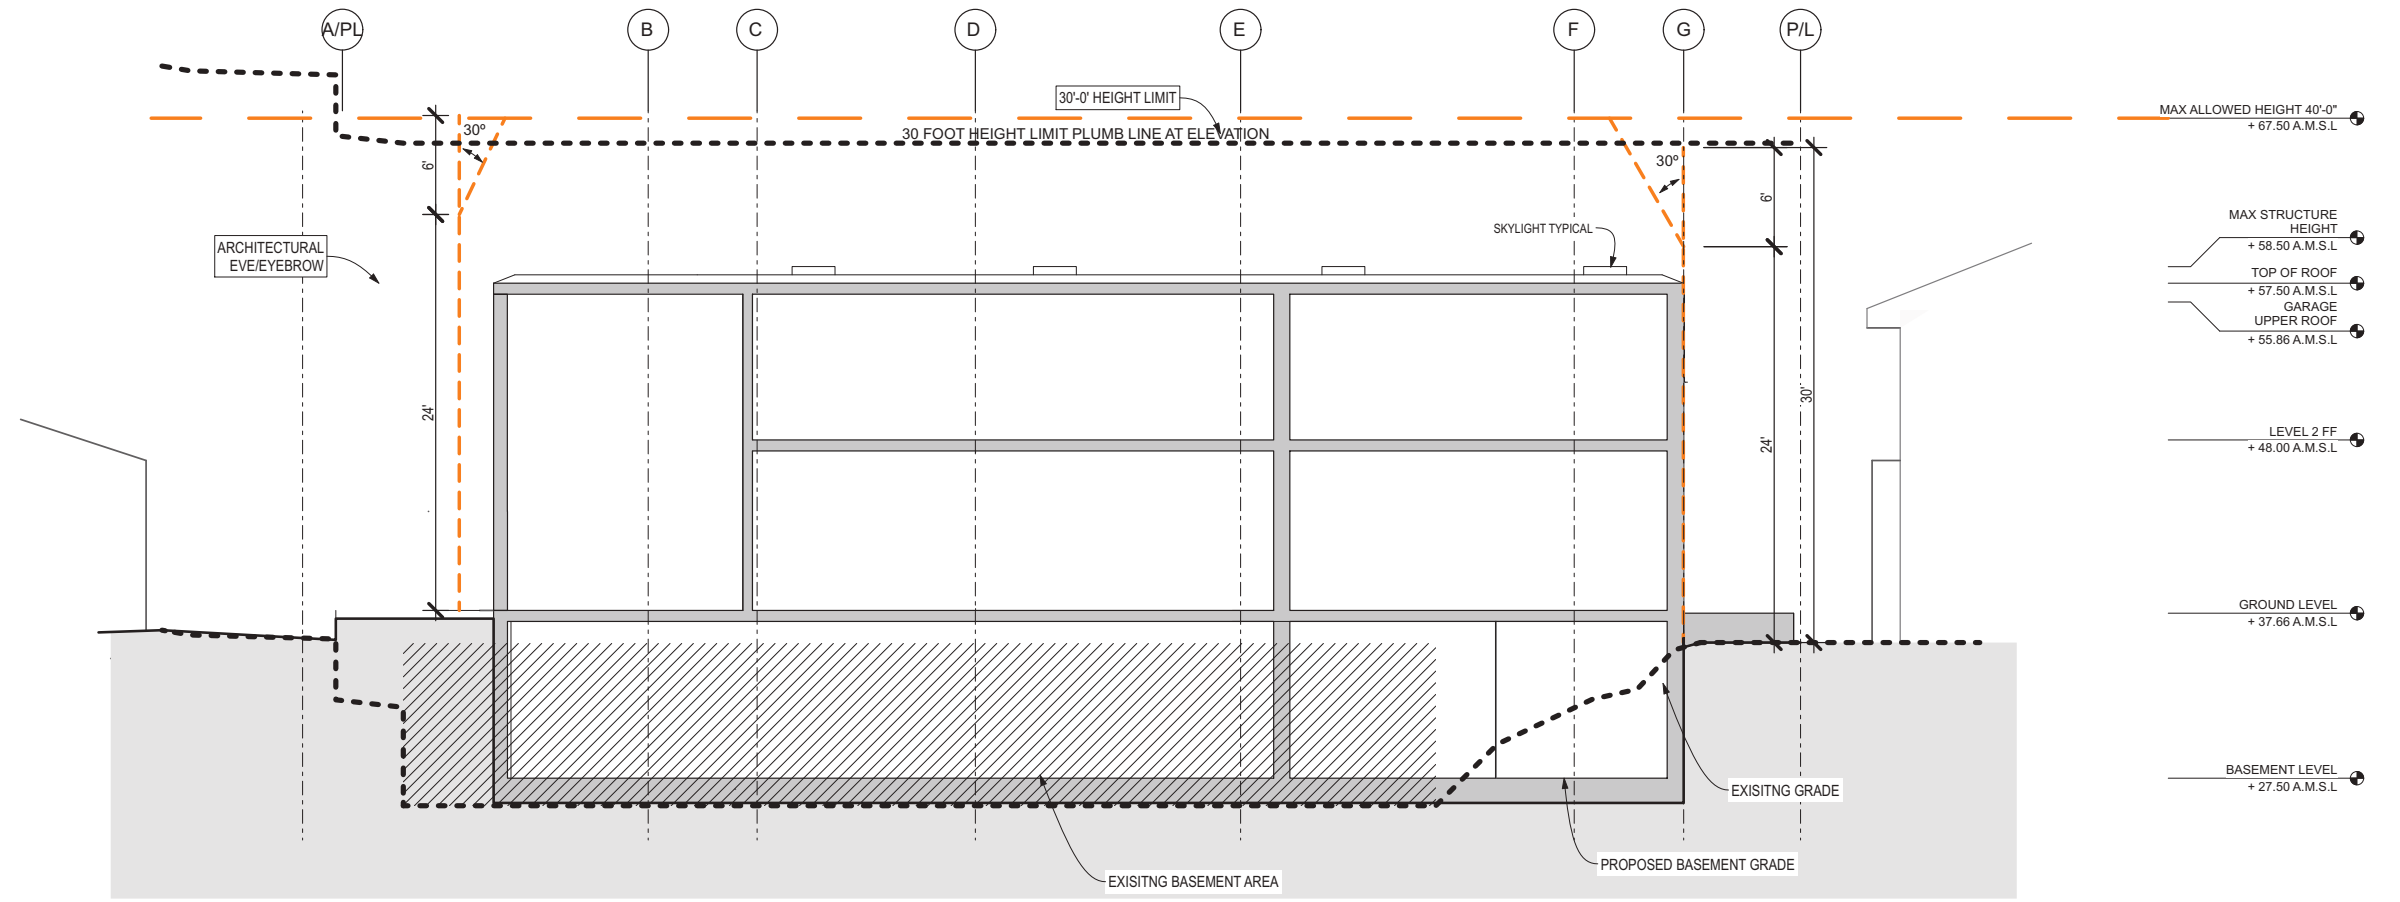 A/PL
B
C
D
E
F
G
P/L
30'-0' HEIGHT LIMIT
30 FOOT HEIGHT LIMIT PLUMB LINE AT ELEVATION
MAX ALLOWED HEIGHT 40'-0"
+ 67.50 A.M.S.L
30º
6'
30º
6'
SKYLIGHT TYPICAL
ARCHITECTURAL
EVE/EYEBROW
MAX STRUCTURE
HEIGHT
+ 58.50 A.M.S.L
TOP OF ROOF
+ 57.50 A.M.S.L
GARAGE
UPPER ROOF
+ 55.86 A.M.S.L
24'
24'
30'
LEVEL 2 FF
+ 48.00 A.M.S.L
GROUND LEVEL
+ 37.66 A.M.S.L
BASEMENT LEVEL
+ 27.50 A.M.S.L
EXISITNG GRADE
PROPOSED BASEMENT GRADE
EXISITNG BASEMENT AREA